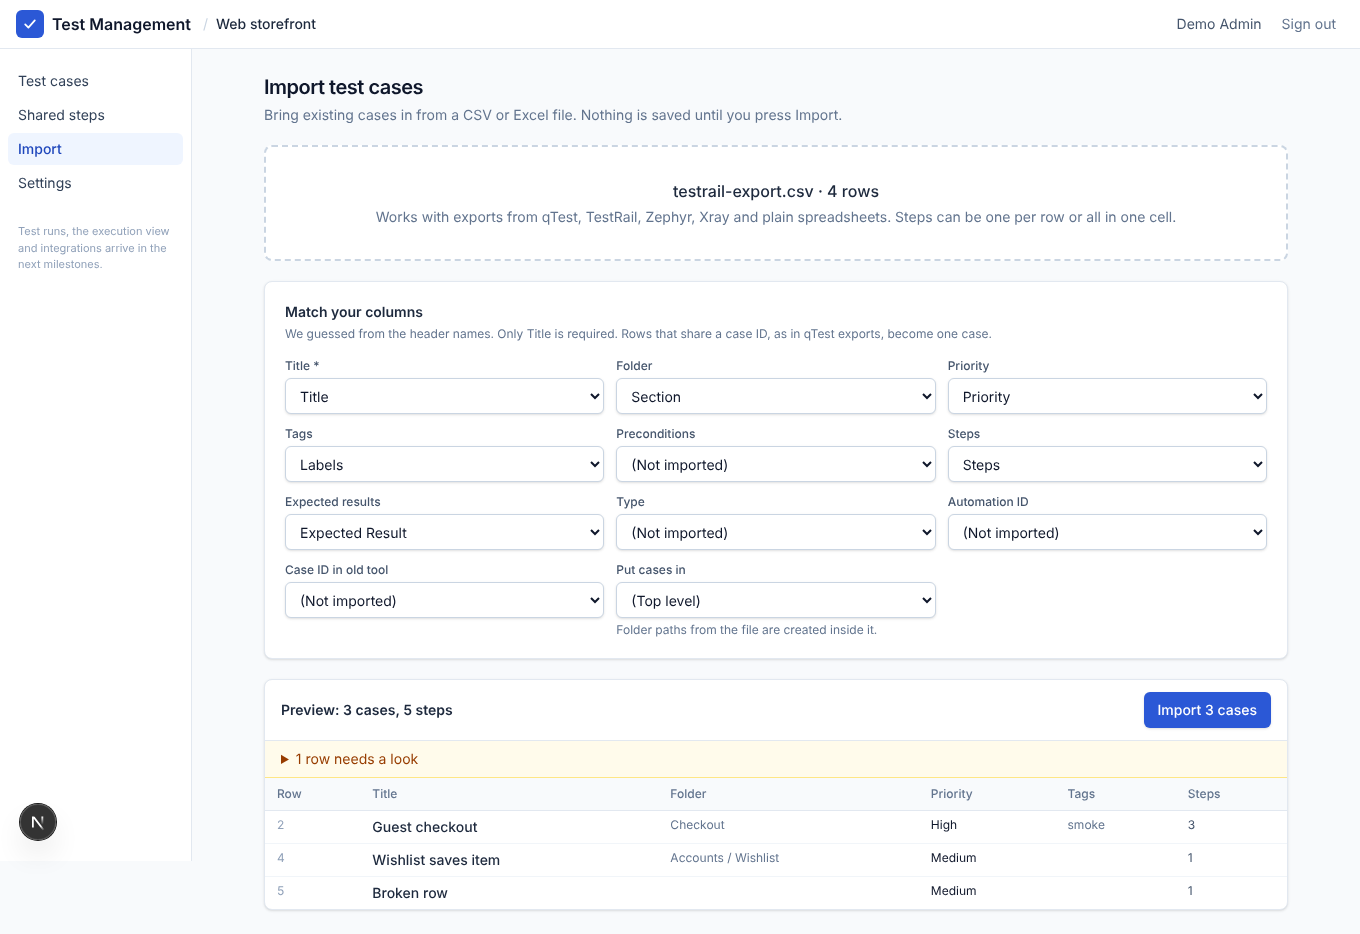 Test Management / Web storefront
Demo Admin Sign out
Test cases
Shared steps
Import
Settings
Test runs, the execution view
and integrations arrive in the
next milestones.
N
Import test cases
Bring existing cases in from a CSV or Excel file. Nothing is saved until you press Import.
testrail-export.csv · 4 rows
Works with exports from qTest, TestRail, Zephyr, Xray and plain spreadsheets. Steps can be one per row or all in one cell.
Match your columns
We guessed from the header names. Only Title is required. Rows that share a case ID, as in qTest exports, become one case.
Title * Folder Priority
Title Section Priority
Tags Preconditions Steps
Labels (Not imported) Steps
Expected results Type Automation ID
Expected Result (Not imported) (Not imported)
Case ID in old tool Put cases in
(Not imported) (Top level)
Folder paths from the file are created inside it.
Preview: 3 cases, 5 steps Import 3 cases
▶ 1 row needs a look
Row Title Folder Priority Tags Steps
2 Guest checkout Checkout High smoke 3
4 Wishlist saves item Accounts / Wishlist Medium 1
5 Broken row Medium 1